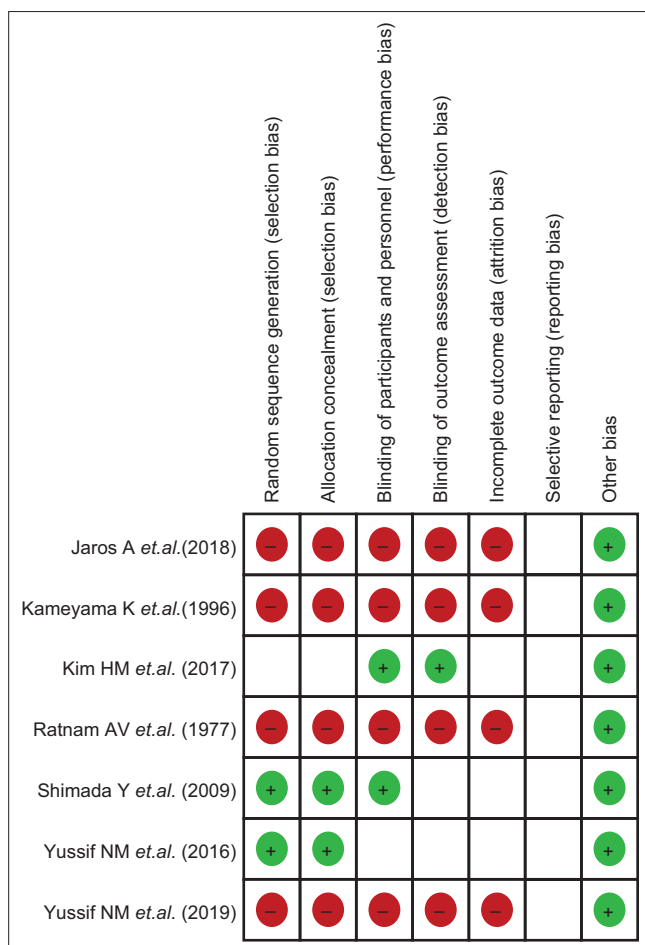 Random sequence generation (selection bias)
Allocation concealment (selection bias)
Blinding of participants and personnel (performance bias)
Blinding of outcome assessment (detection bias)
Incomplete outcome data (attrition bias)
Selective reporting (reporting bias)
Other bias
Jaros A et.al.(2018) – – – – – +
Kameyama K et.al.(1996) – – – – – +
Kim HM et.al. (2017) + + +
Ratnam AV et.al. (1977) – – – – – +
Shimada Y et.al. (2009) + + + +
Yussif NM et.al. (2016) + + +
Yussif NM et.al. (2019) – – – – – +